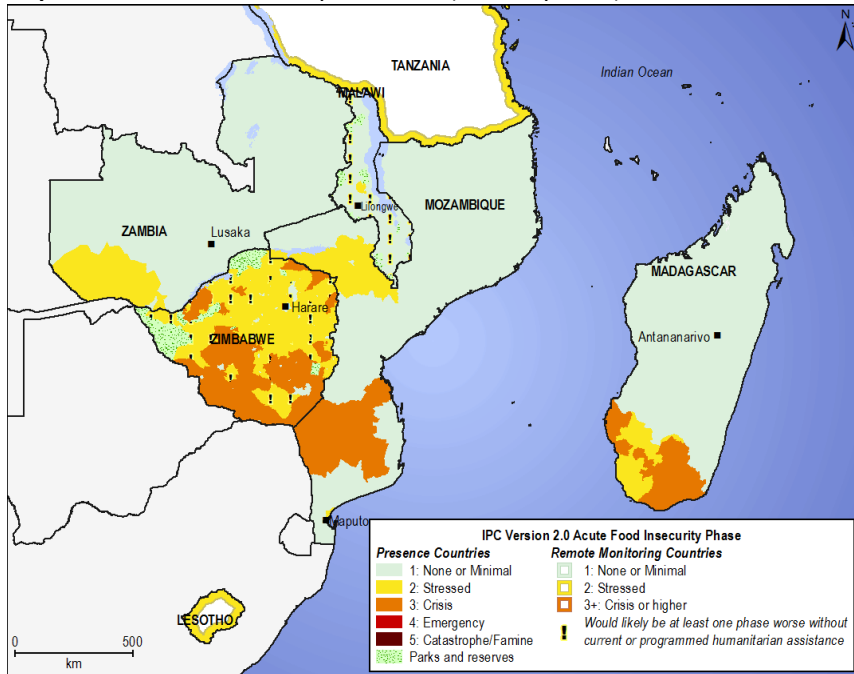 N
TANZANIA
Indian Ocean
MALAWI
Lilongwe
MOZAMBIQUE
ZAMBIA
Lusaka
MADAGASCAR
Harare
ZIMBABWE
Antananarivo
Maputo
LESOTHO
0 500
km
IPC Version 2.0 Acute Food Insecurity Phase
Presence Countries
1: None or Minimal
2: Stressed
3: Crisis
4: Emergency
5: Catastrophe/Famine
Parks and reserves
Remote Monitoring Countries
1: None or Minimal
2: Stressed
3+: Crisis or higher
! Would likely be at least one phase worse without
current or programmed humanitarian assistance